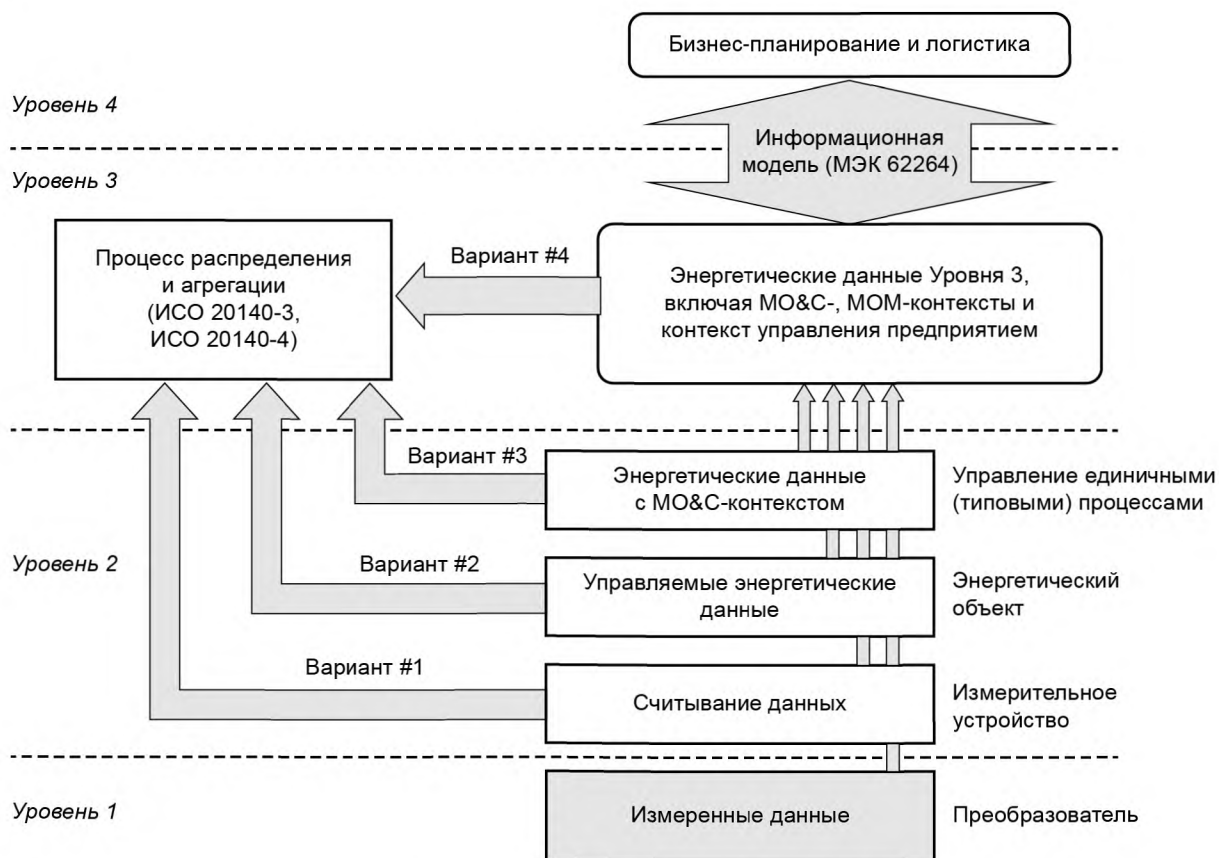 Бизнес-планирование и логистика
Уровень 4
Информационная
модель (МЭК 62264)
Уровень 3
Процесс распределения
и агрегации
(ИСО 20140-3,
ИСО 20140-4)
Вариант #4
Энергетические данные Уровня 3,
включая MO&C-, MOM-контексты и
контекст управления предприятием
Вариант #3
Энергетические данные
с MO&C-контекстом
Управление единичными
(типовыми) процессами
Уровень 2
Вариант #2
Управляемые энергетические
данные
Энергетический
объект
Вариант #1
Считывание данных
Измерительное
устройство
Уровень 1
Измеренные данные
Преобразователь